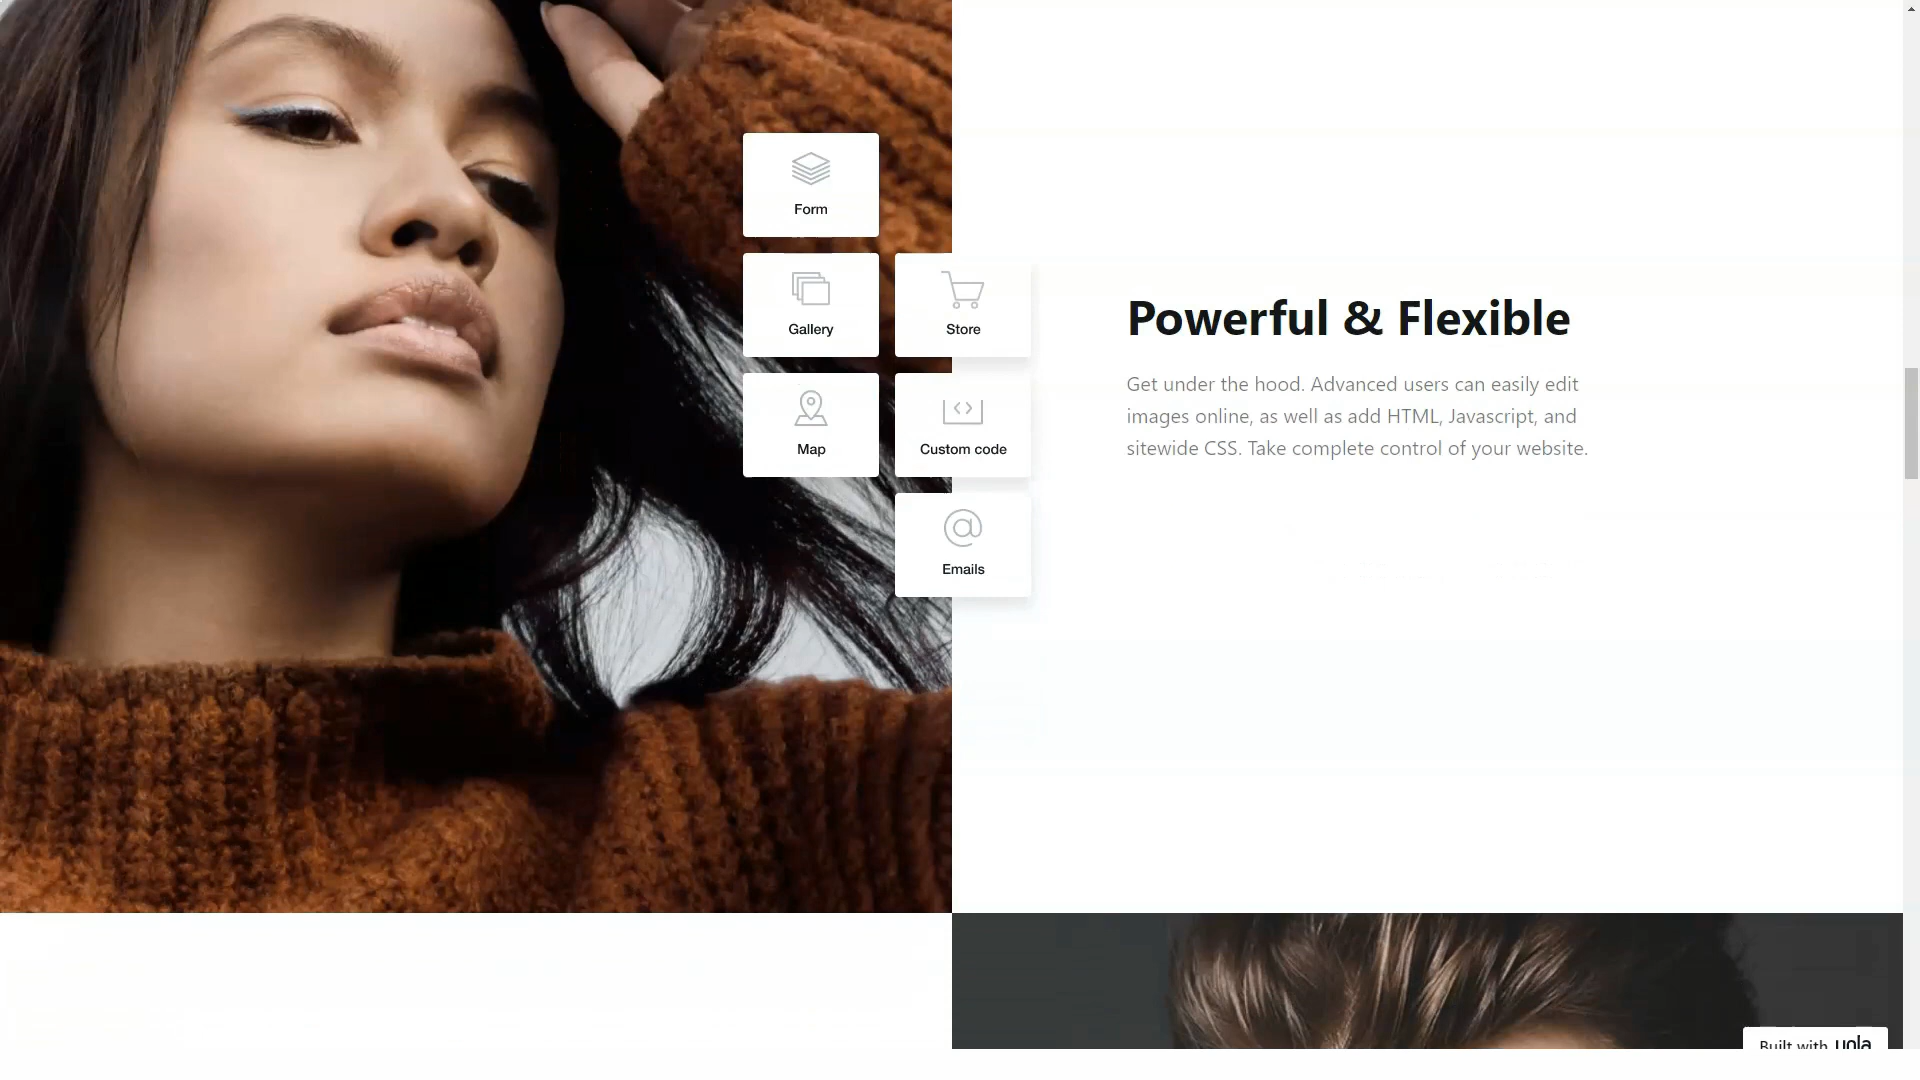 Form
Gallery
Store
Map
Custom code
Emails
Powerful & Flexible
Get under the hood. Advanced users can easily edit
images online, as well as add HTML, Javascript, and
sitewide CSS. Take complete control of your website.
Built with yola